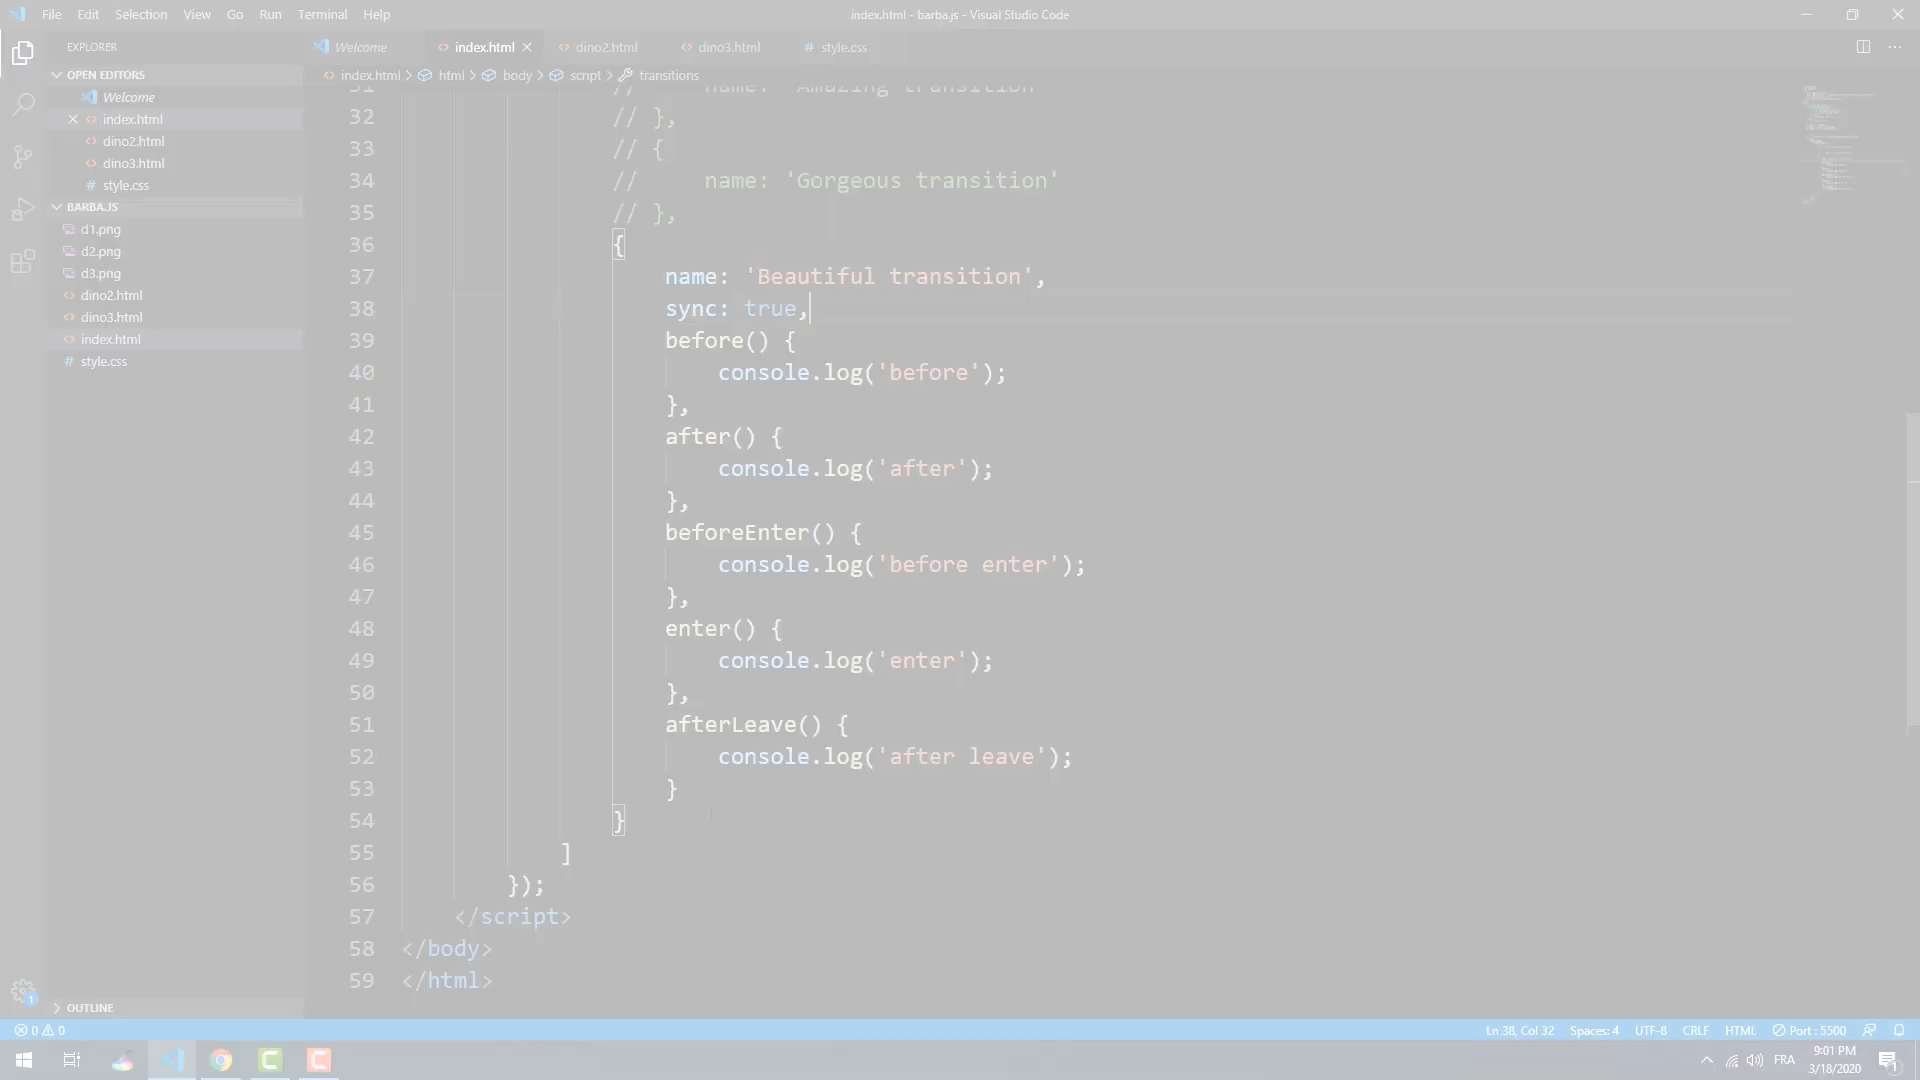 File Edit Selection View Go Run Terminal Help
index.html - barba.js - Visual Studio Code
EXPLORER
Welcome
index.html
dino2.html
dino3.html
style.css
index.html > html > body > script > transitions
OPEN EDITORS
Welcome
index.html
dino2.html
dino3.html
style.css
BARBA.JS
d1.png
d2.png
d3.png
dino2.html
dino3.html
index.html
style.css
OUTLINE
31 // name: 'Amazing transition'
32 // },
33 // {
34 // name: 'Gorgeous transition'
35 // },
36 {
37 name: 'Beautiful transition',
38 sync: true,
39 before() {
40 console.log('before');
41 },
42 after() {
43 console.log('after');
44 },
45 beforeEnter() {
46 console.log('before enter');
47 },
48 enter() {
49 console.log('enter');
50 },
51 afterLeave() {
52 console.log('after leave');
53 }
54 }
55 ]
56 });
57 </script>
58 </body>
59 </html>
0 0
Ln 38, Col 32 Spaces: 4 UTF-8 CRLF HTML Port : 5500
1
FRA
9:01 PM
3/18/2020
1